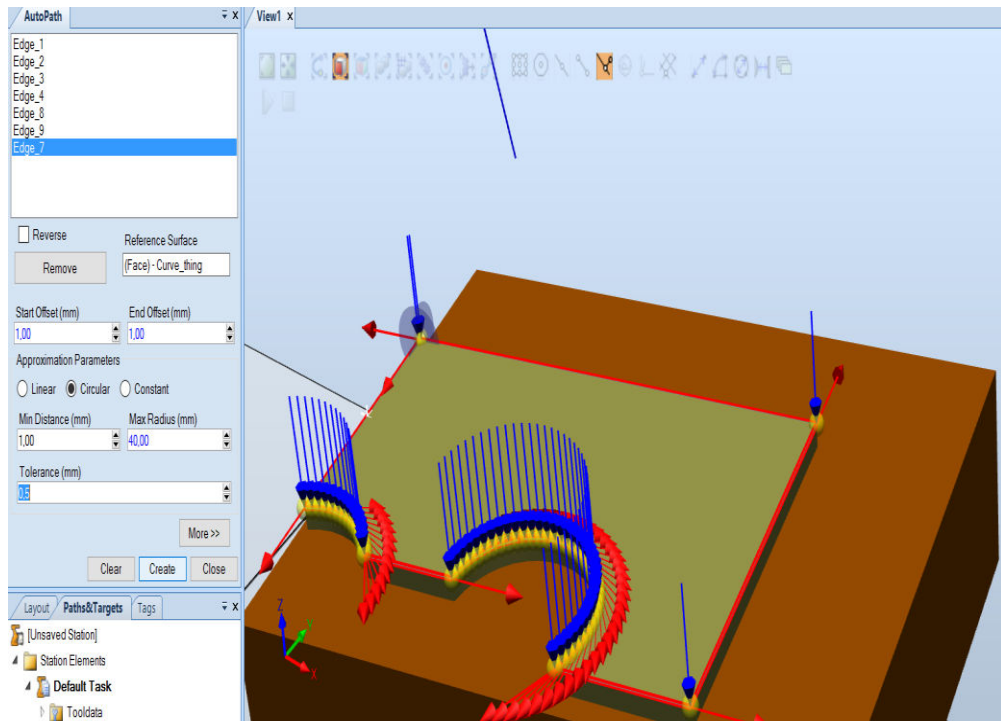 AutoPath
View1
Edge_1
Edge_2
Edge_3
Edge_4
Edge_8
Edge_9
Edge_7
Reverse
Reference Surface
Remove
(Face) - Curve_thing
Start Offset (mm)
End Offset (mm)
1,00
1,00
Approximation Parameters
Linear
Circular
Constant
Min Distance (mm)
Max Radius (mm)
1,00
40,00
Tolerance (mm)
0,5
More >>
Clear
Create
Close
Layout
Paths&Targets
Tags
[Unsaved Station]
Station Elements
Default Task
Tooldata
Z
Y
X